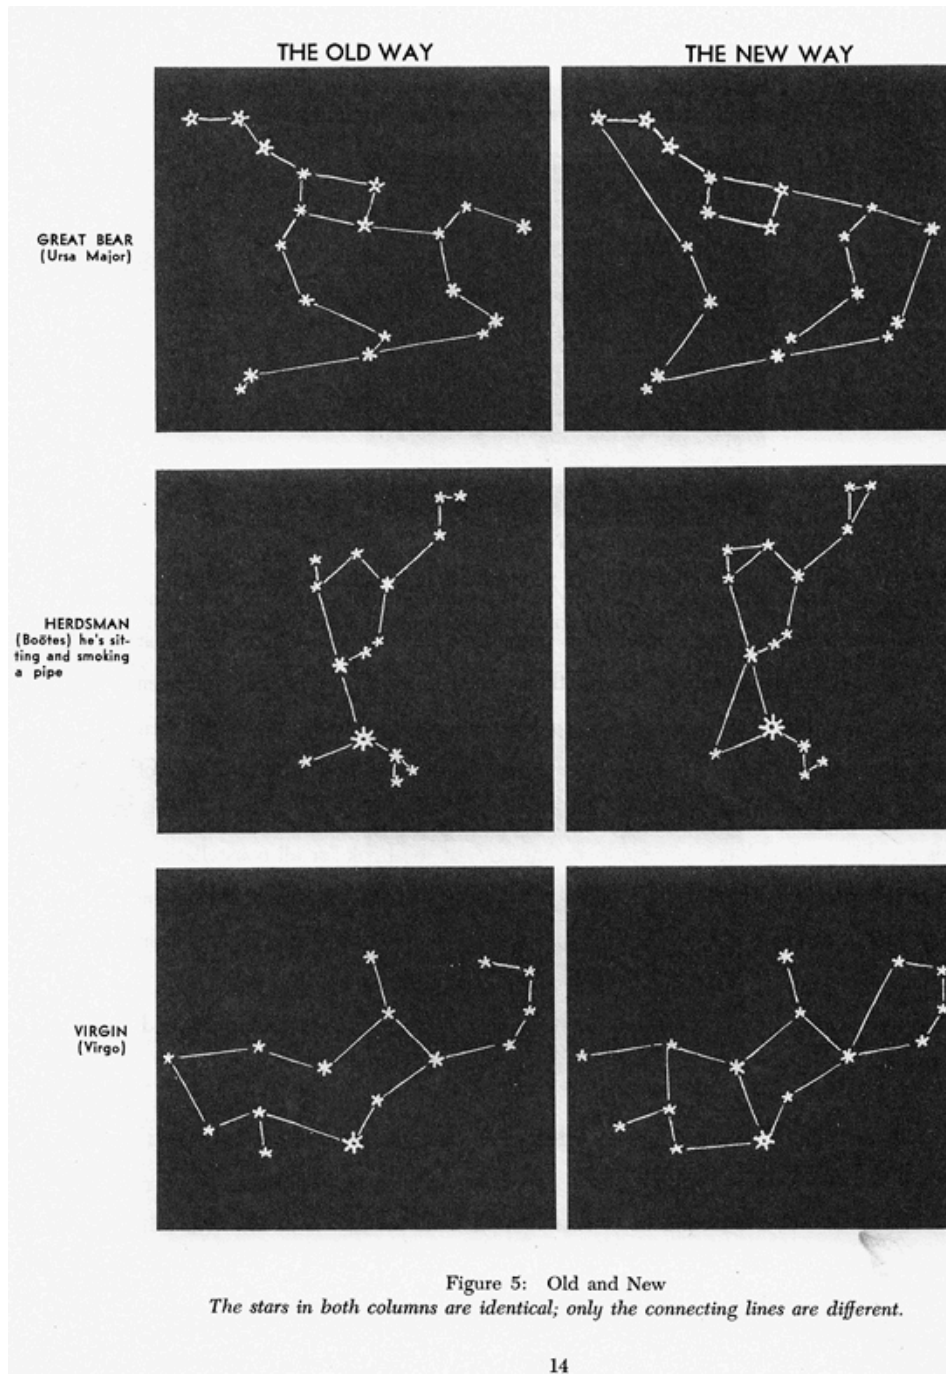 THE OLD WAY
THE NEW WAY
GREAT BEAR
(Ursa Major)
HERDSMAN
(Boötes) he's sit-
ting and smoking
a pipe
VIRGIN
(Virgo)
Figure 5: Old and New
The stars in both columns are identical; only the connecting lines are different.
14